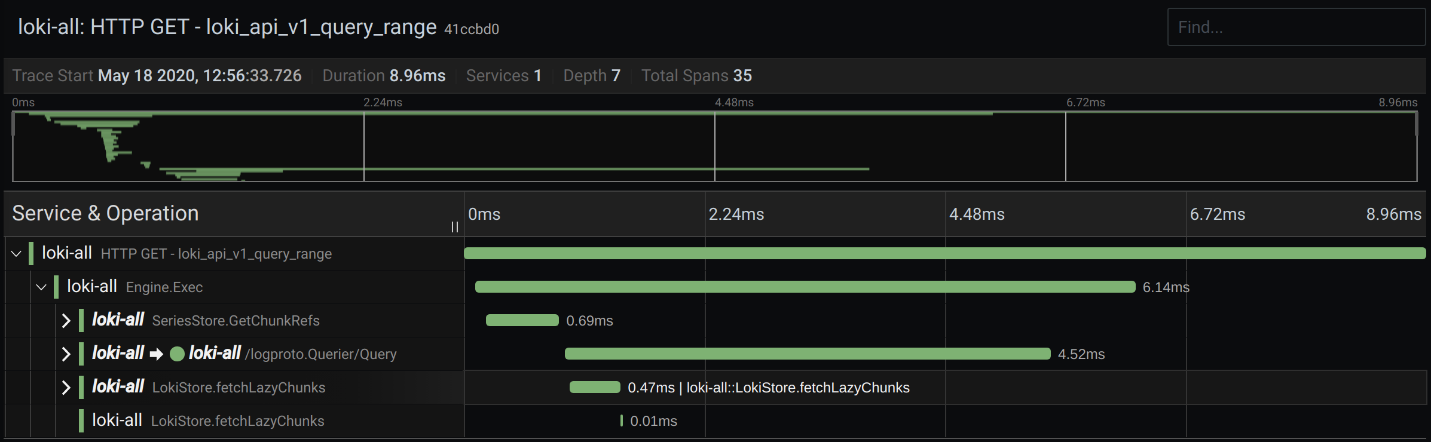 loki-all: HTTP GET - loki_api_v1_query_range 41ccbd0 Find...
Trace Start May 18 2020, 12:56:33.726 Duration 8.96ms Services 1 Depth 7 Total Spans 35
0ms 2.24ms 4.48ms 6.72ms 8.96ms
Service & Operation 0ms 2.24ms 4.48ms 6.72ms 8.96ms
loki-all HTTP GET - loki_api_v1_query_range
loki-all Engine.Exec 6.14ms
loki-all SeriesStore.GetChunkRefs 0.69ms
loki-all loki-all /logproto.Querier/Query 4.52ms
loki-all LokiStore.fetchLazyChunks 0.47ms | loki-all::LokiStore.fetchLazyChunks
loki-all LokiStore.fetchLazyChunks 0.01ms